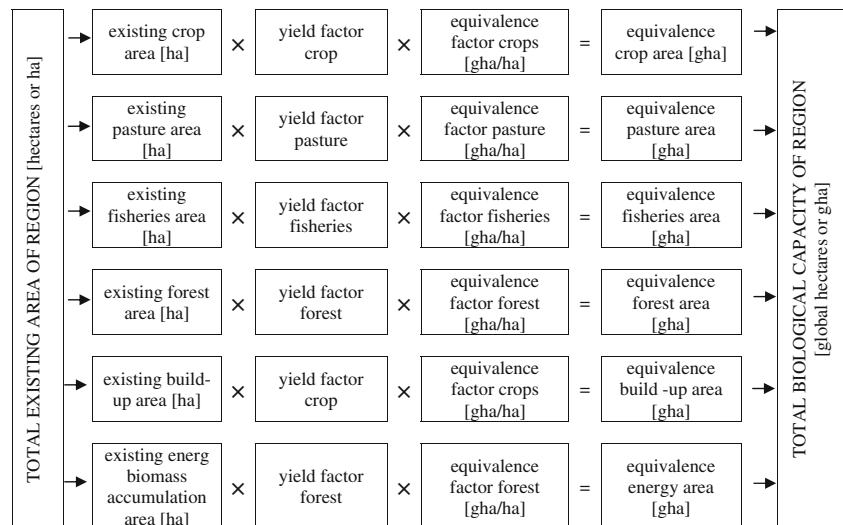 TOTAL EXISTING AREA OF REGION [hectares or ha]
existing crop
area [ha]
×
yield factor
crop
×
equivalence
factor crops
[gha/ha]
=
equivalence
crop area [gha]
existing
pasture area
[ha]
×
yield factor
pasture
×
equivalence
factor pasture
[gha/ha]
=
equivalence
pasture area
[gha]
existing
fisheries area
[ha]
×
yield factor
fisheries
×
equivalence
factor fisheries
[gha/ha]
=
equivalence
fisheries area
[gha]
existing forest
area [ha]
×
yield factor
forest
×
equivalence
factor forest
[gha/ha]
=
equivalence
forest area
[gha]
existing build-
up area [ha]
×
yield factor
crop
×
equivalence
factor crops
[gha/ha]
=
equivalence
build -up area
[gha]
existing energ
biomass
accumulation
area [ha]
×
yield factor
forest
×
equivalence
factor forest
[gha/ha]
=
equivalence
energy area
[gha]
TOTAL BIOLOGICAL CAPACITY OF REGION
[global hectares or gha]